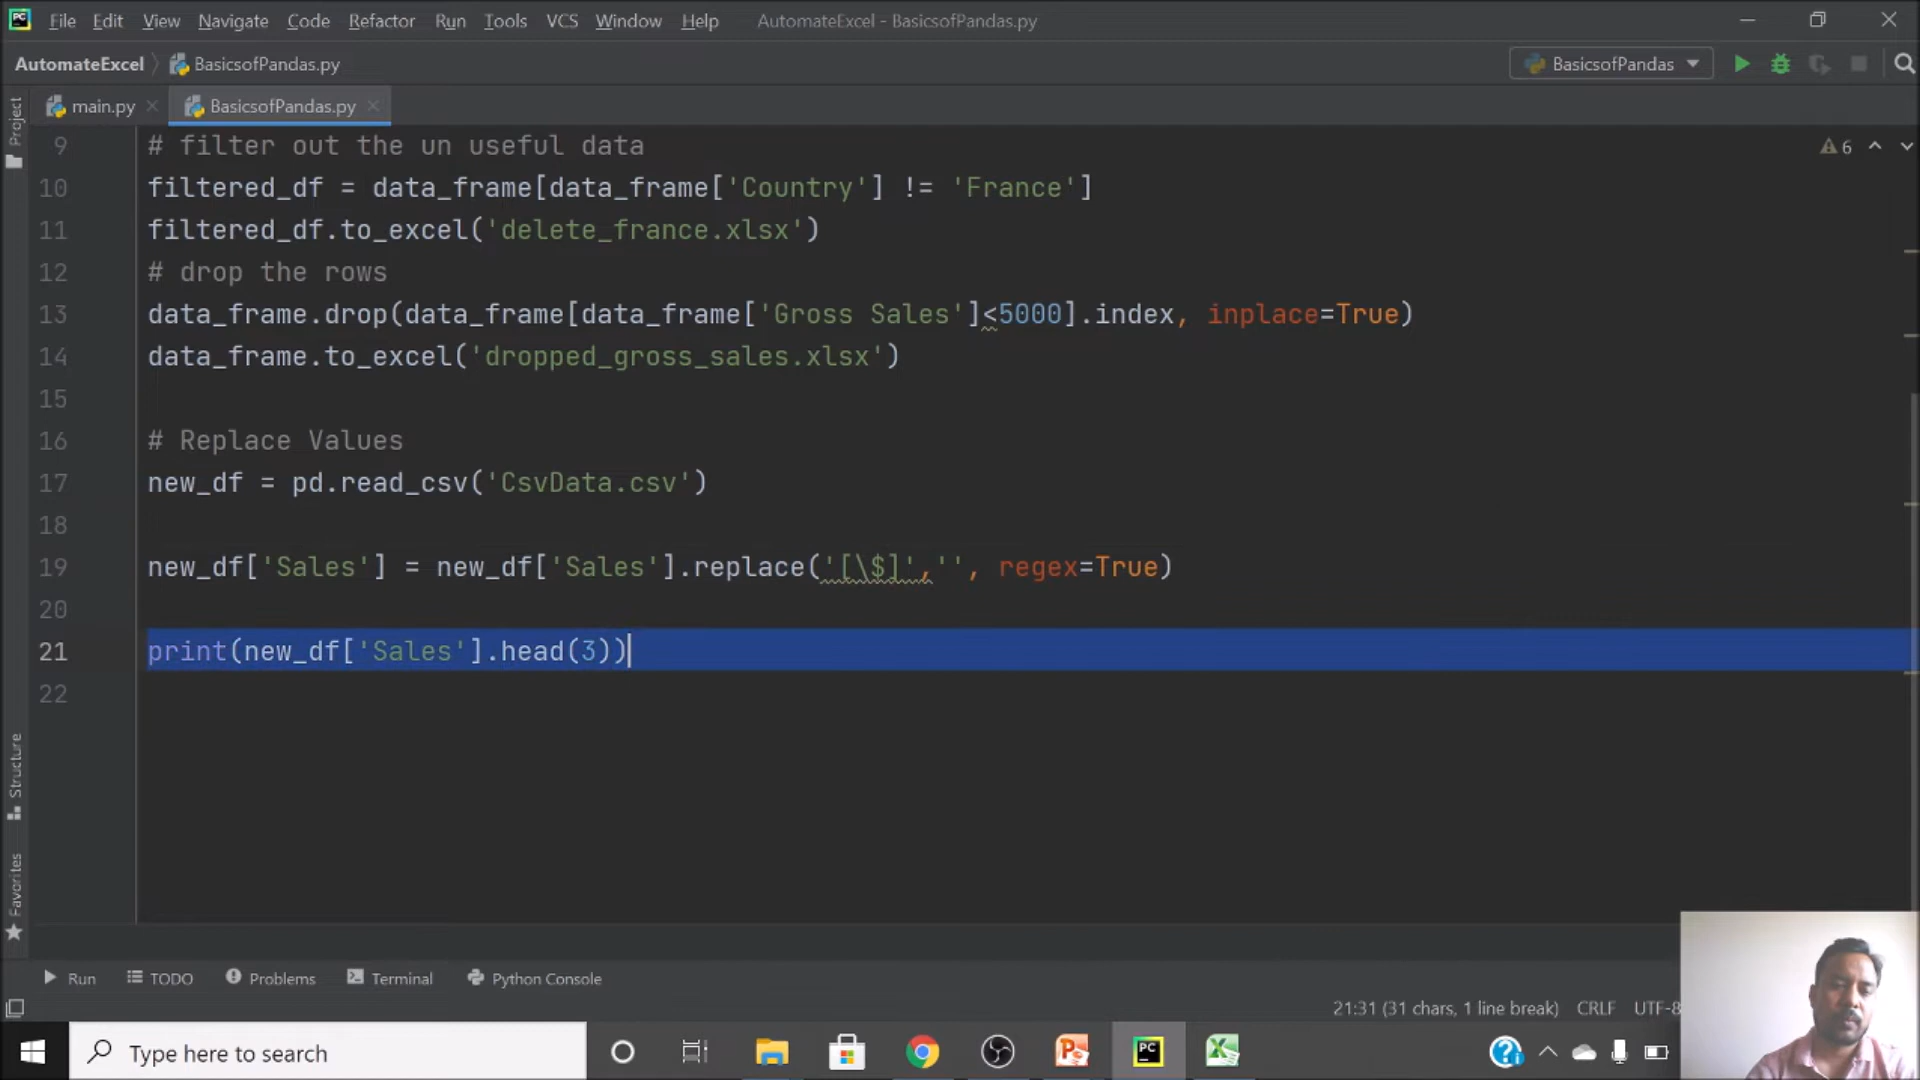 File Edit View Navigate Code Refactor Run Tools VCS Window Help AutomateExcel - BasicsofPandas.py
AutomateExcel BasicsofPandas.py BasicsofPandas
main.py BasicsofPandas.py
Project
9 # filter out the un useful data
6
10 filtered_df = data_frame[data_frame['Country'] != 'France']
11 filtered_df.to_excel('delete_france.xlsx')
12 # drop the rows
13 data_frame.drop(data_frame[data_frame['Gross Sales']<5000].index, inplace=True)
14 data_frame.to_excel('dropped_gross_sales.xlsx')
15
16 # Replace Values
17 new_df = pd.read_csv('CsvData.csv')
18
19 new_df['Sales'] = new_df['Sales'].replace('[\$]','', regex=True)
20
21 print(new_df['Sales'].head(3))
22
Structure
Favorites
Run TODO Problems Terminal Python Console
21:31 (31 chars, 1 line break) CRLF UTF-8
Type here to search